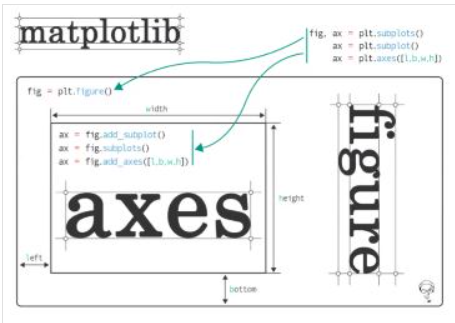 matplotlib
fig, ax = plt.subplots()
ax = plt.subplot()
ax = plt.axes([l,b,w,h])
fig = plt.figure()
width
ax = fig.add_subplot()
ax = fig.subplots()
ax = fig.add_axes([l,b,w,h])
axes
figure
height
left
bottom